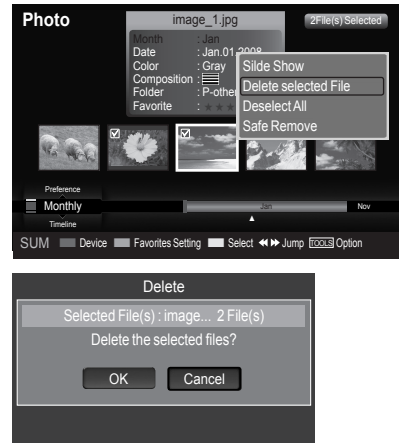 Photo
image_1.jpg
2File(s) Selected
Month : Jan
Date : Jan.01.2008
Color : Gray
Composition :
Folder : P-other
Favorite : ★★★
Silde Show
Delete selected File
Deselect All
Safe Remove
Preference
Monthly
Timeline
Jan
Nov
SUM Device Favorites Setting Select ◀◀ ▶▶ Jump TOOLS Option
Delete
Selected File(s) : image... 2 File(s)
Delete the selected files?
OK Cancel